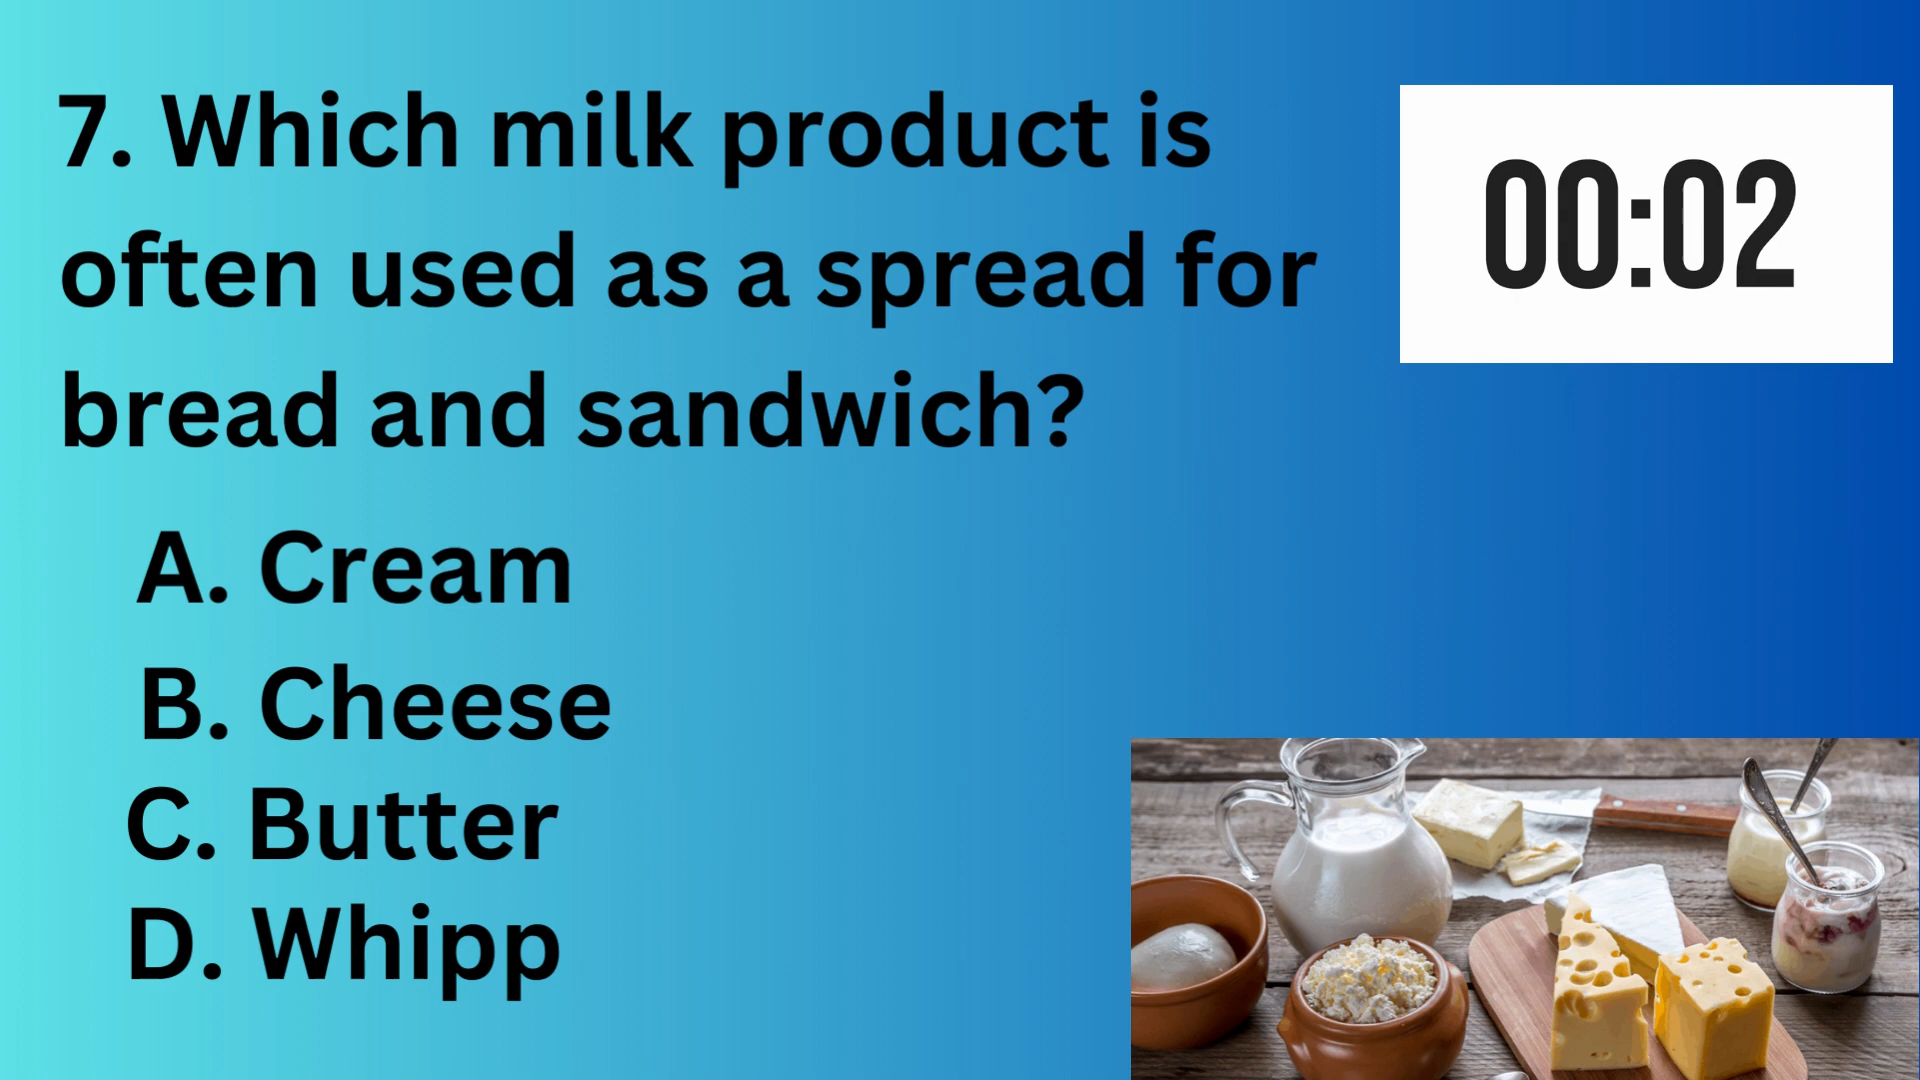 7. Which milk product is
often used as a spread for
bread and sandwich?
00:02
A. Cream
B. Cheese
C. Butter
D. Whipp